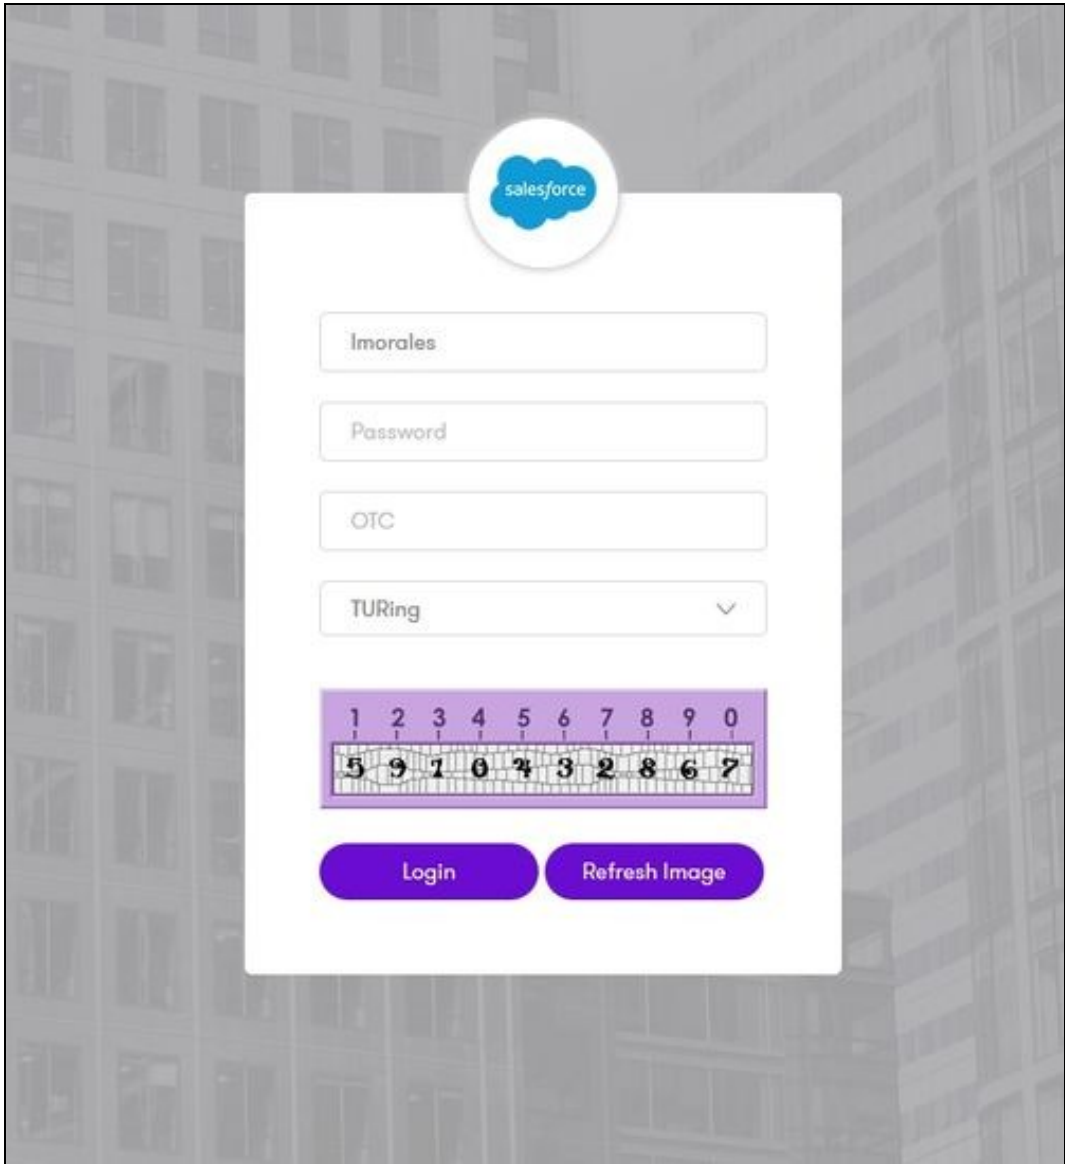 salesforce
lmorales
Password
OTC
TURing
1 2 3 4 5 6 7 8 9 0
5 9 1 0 4 3 2 8 6 7
Login Refresh Image